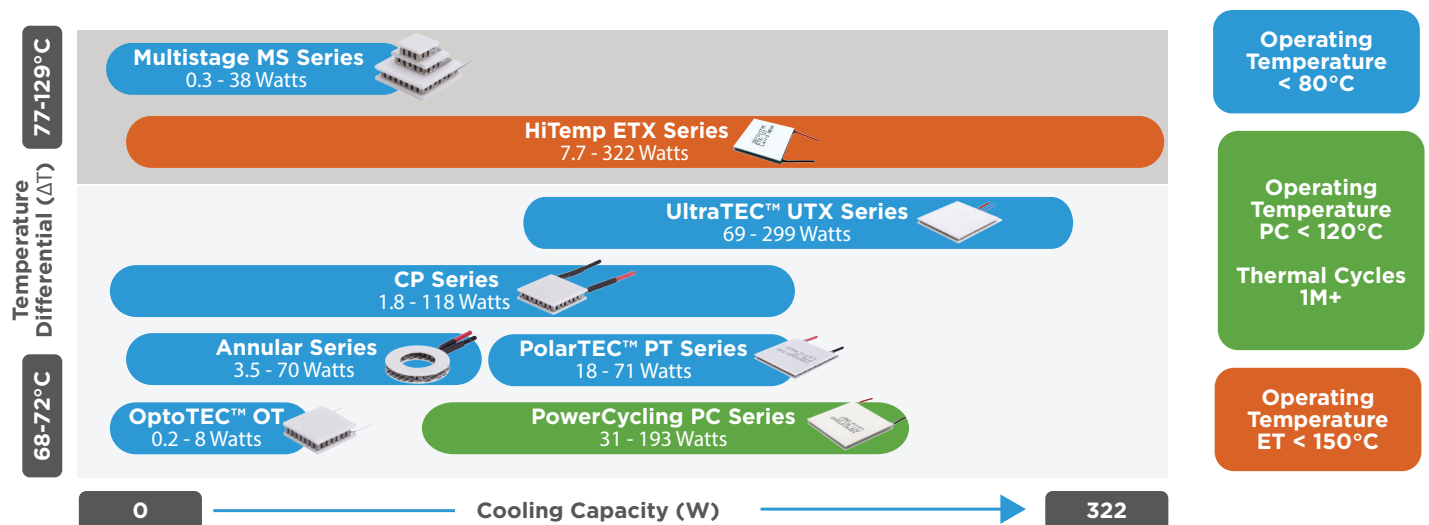 77-129°C
Temperature
Differential (ΔT)
68-72°C
Multistage MS Series
0.3 - 38 Watts
HiTemp ETX Series
7.7 - 322 Watts
UltraTEC™ UTX Series
69 - 299 Watts
CP Series
1.8 - 118 Watts
Annular Series
3.5 - 70 Watts
PolarTEC™ PT Series
18 - 71 Watts
OptoTEC™ OT
0.2 - 8 Watts
PowerCycling PC Series
31 - 193 Watts
0
Cooling Capacity (W)
322
Operating
Temperature
< 80°C
Operating
Temperature
PC < 120°C
Thermal Cycles
1M+
Operating
Temperature
ET < 150°C